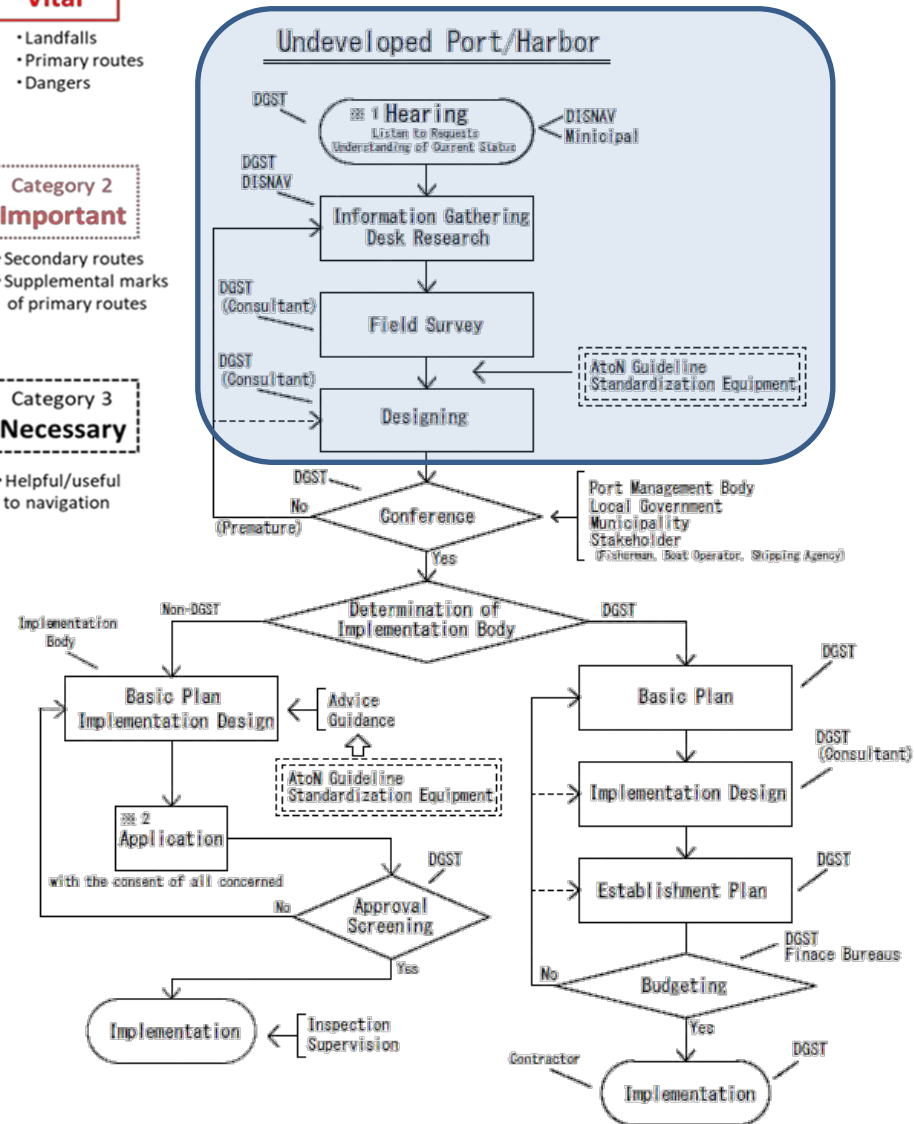 Vital
・Landfalls
・Primary routes
・Dangers
Category 2
Important
・Secondary routes
・Supplemental marks
of primary routes
Category 3
Necessary
・Helpful/useful
to navigation
Undeveloped Port/Harbor
DGST
※1 Hearing
Listen to Requests
Understanding of Current Status
DISNAV
Minicipal
DGST
DISNAV
Information Gathering
Desk Research
DGST
(Consultant)
Field Survey
DGST
(Consultant)
AtoN Guideline
Standardization Equipment
Designing
DGST
No
(Premature)
Conference
Port Management Body
Local Government
Municipality
Stakeholder
(Fisherman, Boat Operator, Shipping Agency)
Yes
Non-DGST
Determination of
Implementation Body
DGST
Implementation
Body
Basic Plan
Implementation Design
Advice
Guidance
AtoN Guideline
Standardization Equipment
※2
Application
with the consent of all concerned
DGST
No
Approval
Screening
Yes
Implementation
Inspection
Supervision
DGST
Basic Plan
DGST
(Consultant)
Implementation Design
DGST
Establishment Plan
DGST
Finace Bureaus
No
Budgeting
Yes
Contractor
DGST
Implementation